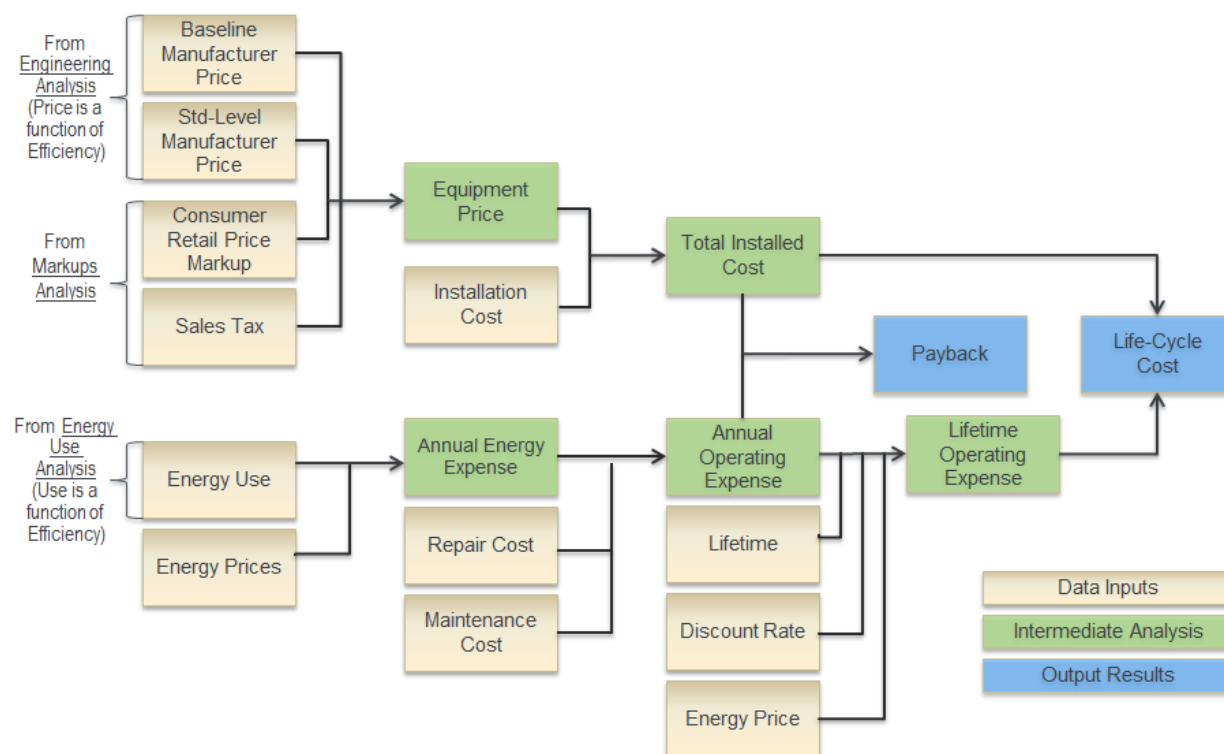 From
Engineering
Analysis
(Price is a
function of
Efficiency)
Baseline
Manufacturer
Price
Std-Level
Manufacturer
Price
From
Markups
Analysis
Consumer
Retail Price
Markup
Sales Tax
Equipment
Price
Installation
Cost
Total Installed
Cost
Payback
Life-Cycle
Cost
From Energy
Use
Analysis
(Use is a
function of
Efficiency)
Energy Use
Energy Prices
Annual Energy
Expense
Repair Cost
Maintenance
Cost
Annual
Operating
Expense
Lifetime
Discount Rate
Energy Price
Lifetime
Operating
Expense
Data Inputs
Intermediate Analysis
Output Results